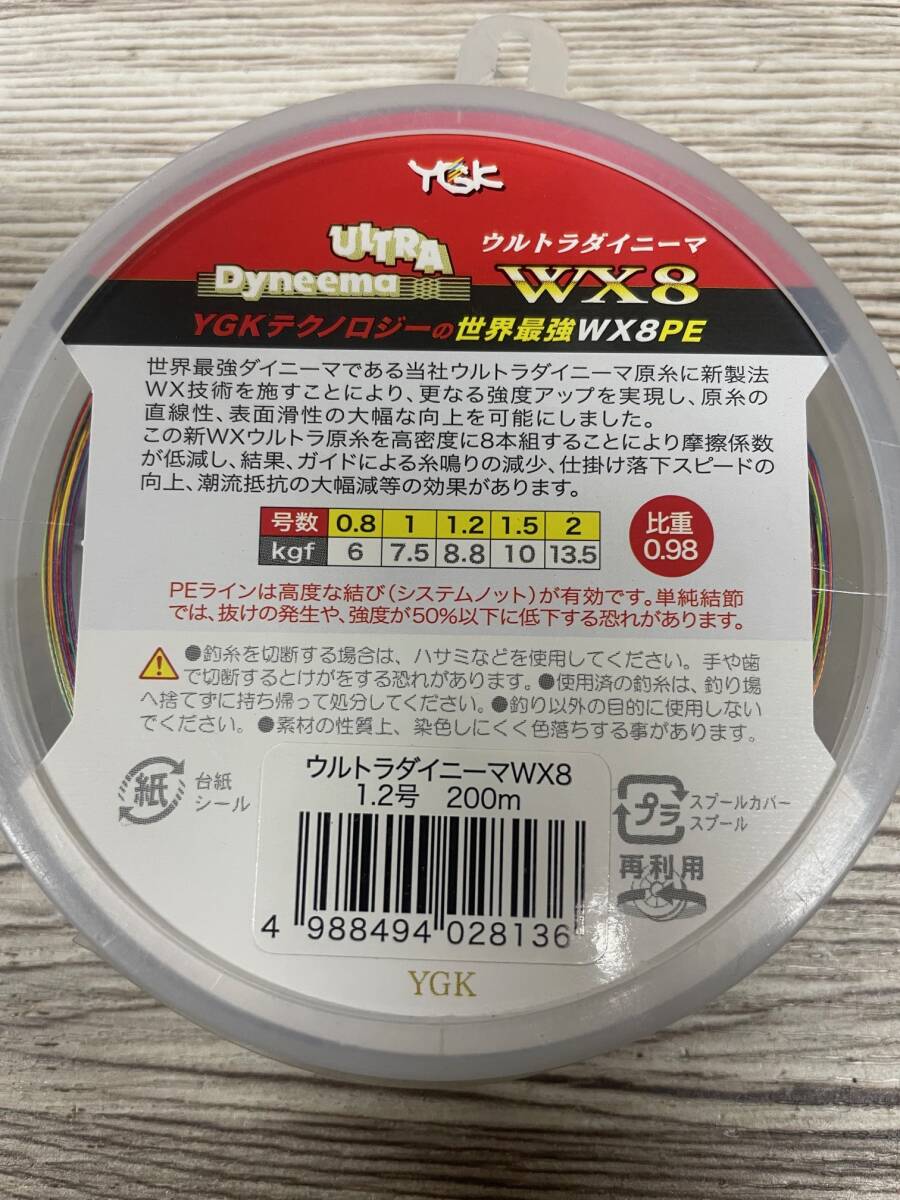 YGK
ULTRA
Dyneema
ウルトラダイニーマ
WX8
YGKテクノロジーの世界最強WX8PE
世界最強ダイニーマである当社ウルトラダイニーマ原糸に新製法
WX技術を施すことにより、更なる強度アップを実現し、原糸の
直線性、表面滑性の大幅な向上を可能にしました。
この新WXウルトラ原糸を高密度に8本組することにより摩擦係数
が低減し、結果、ガイドによる糸鳴りの減少、仕掛け落下スピードの
向上、潮流抵抗の大幅減等の効果があります。
号数 0.8 1 1.2 1.5 2
kgf 6 7.5 8.8 10 13.5
比重
0.98
PEラインは高度な結び(システムノット)が有効です。単純結節
では、抜けの発生や、強度が50%以下に低下する恐れがあります。
●釣糸を切断する場合は、ハサミなどを使用してください。手や歯
で切断するとけがをする恐れがあります。●使用済の釣糸は、釣り場
へ捨てずに持ち帰って処分してください。●釣り以外の目的に使用しない
でください。●素材の性質上、染色しにくく色落ちする事があります。
紙
台紙
シール
ウルトラダイニーマWX8
1.2号 200m
4 988494 028136
プラ
スプールカバー
スプール
再利用
YGK